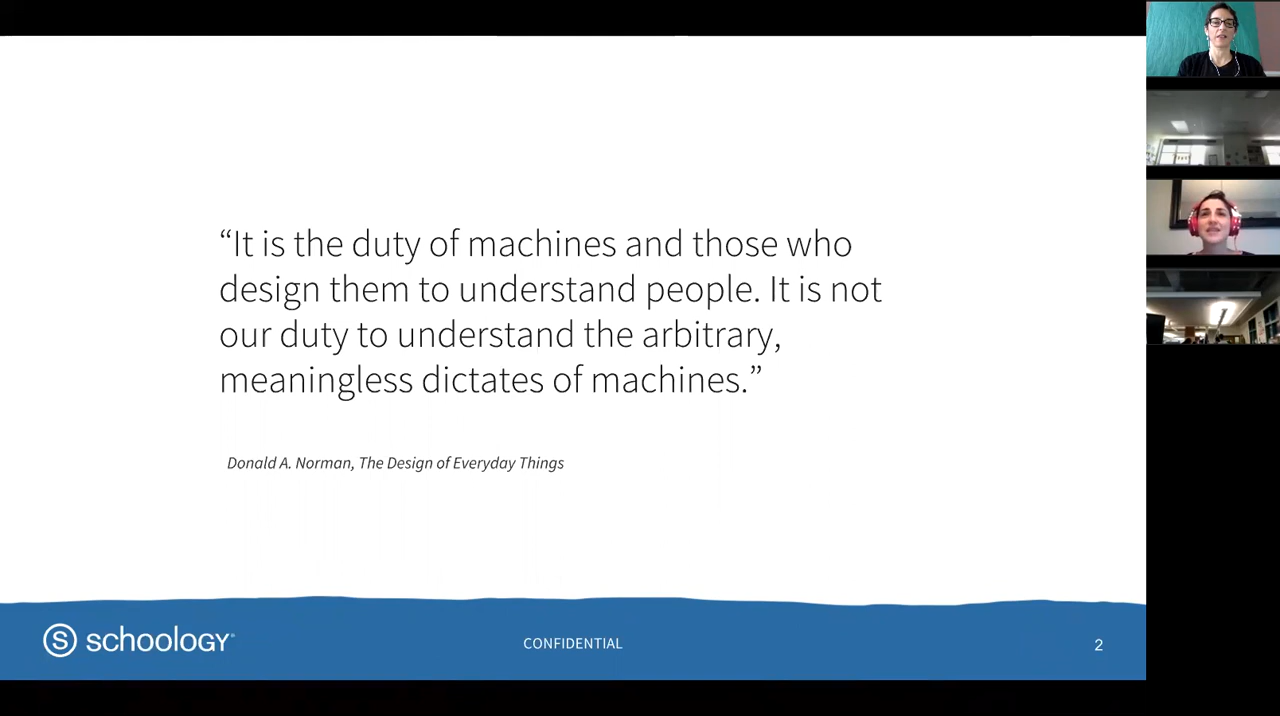 “It is the duty of machines and those who
design them to understand people. It is not
our duty to understand the arbitrary,
meaningless dictates of machines.”
Donald A. Norman, The Design of Everyday Things
S schoology
CONFIDENTIAL
2